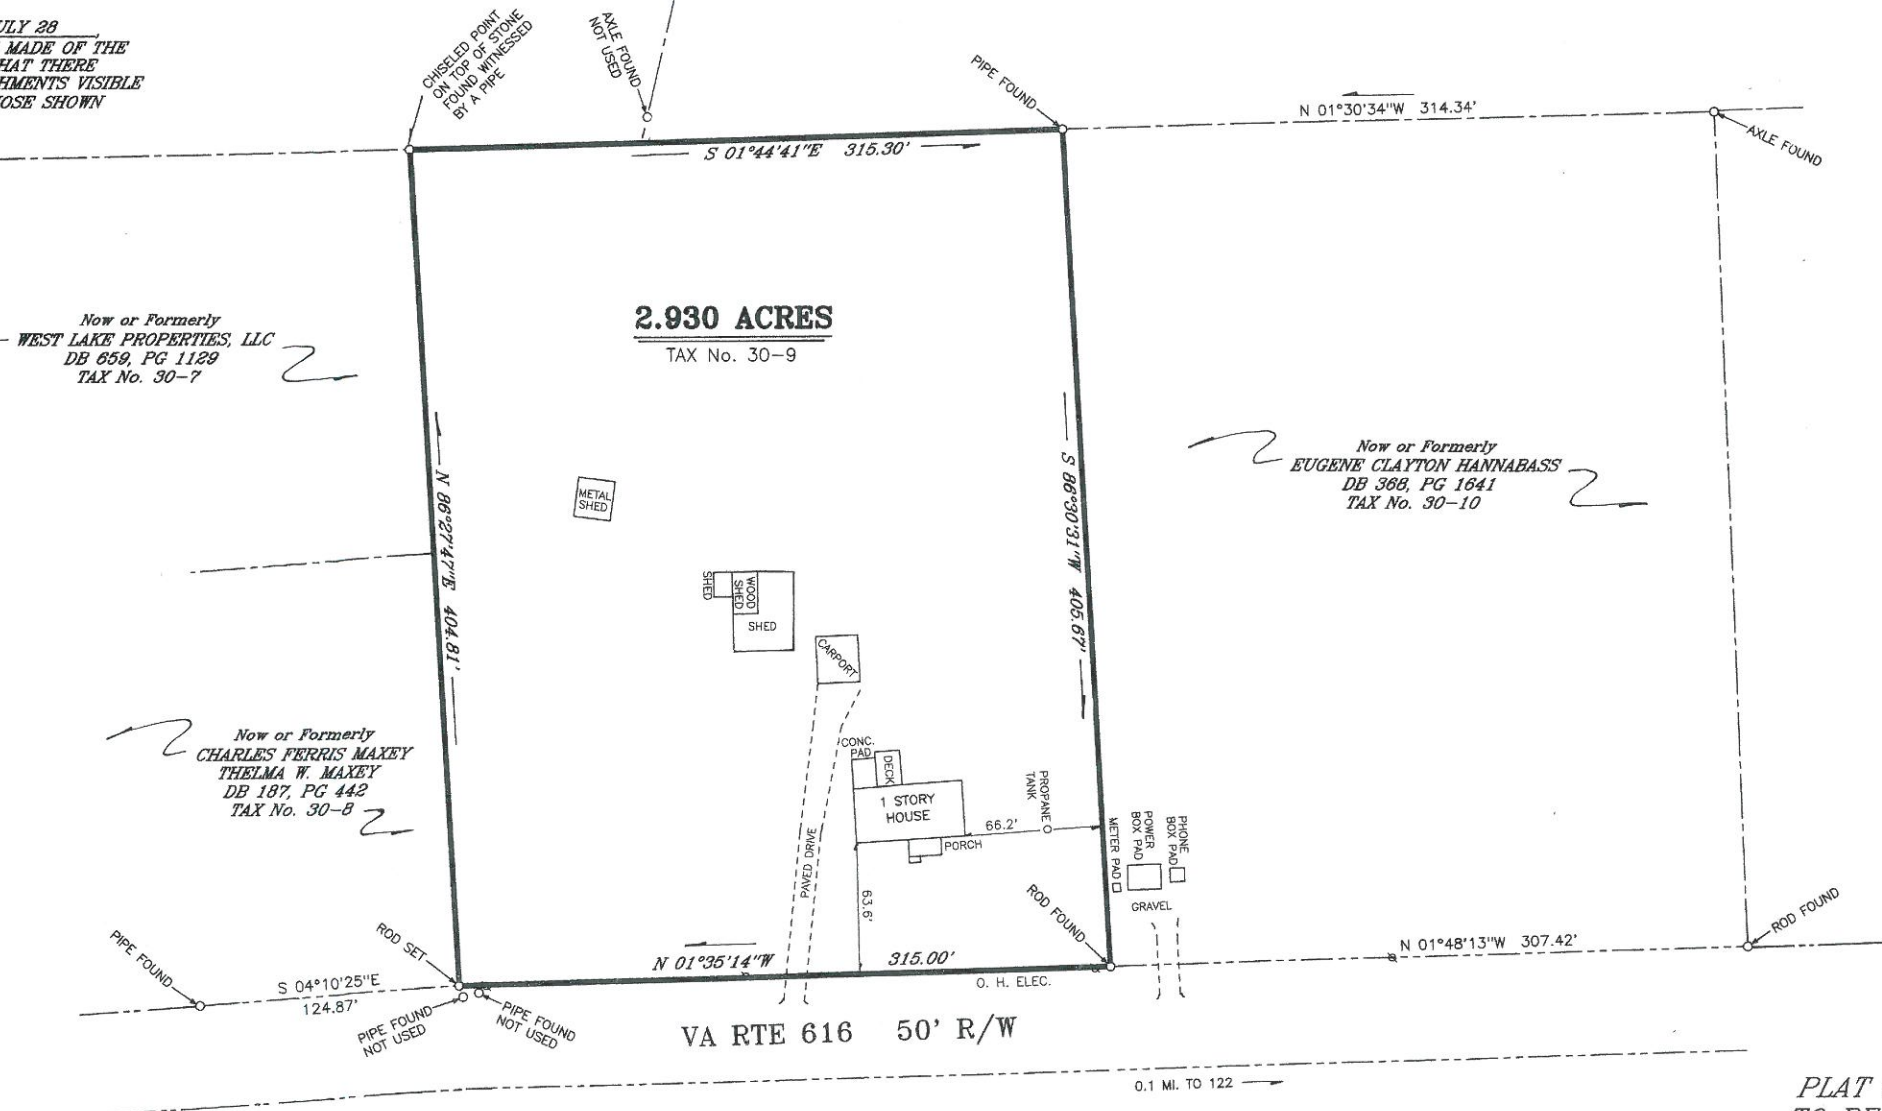 ULY 28
MADE OF THE
HAT THERE
HMENTS VISIBLE
OSE SHOWN
CHISELED POINT
ON TOP OF STONE
FOUND WITNESSED
BY A PIPE
AXLE FOUND
NOT USED
PIPE FOUND
N 01°30'34"W 314.34'
AXLE FOUND
S 01°44'41"E 315.30'
2.930 ACRES
TAX No. 30-9
Now or Formerly
WEST LAKE PROPERTIES, LLC
DB 659, PG 1129
TAX No. 30-7
N 86°27'47"E 404.81'
S 86°30'31"W 405.67'
Now or Formerly
EUGENE CLAYTON HANNABASS
DB 368, PG 1641
TAX No. 30-10
METAL
SHED
SHED
WOOD
SHED
SHED
CARPORT
Now or Formerly
CHARLES FERRIS MAXEY
THELMA W. MAXEY
DB 187, PG 442
TAX No. 30-8
CONC.
PAD
DECK
1 STORY
HOUSE
PORCH
PROPANE
TANK
66.2'
63.6'
PAVED DRIVE
METER PAD
POWER
BOX PAD
PHONE
BOX PAD
GRAVEL
ROD FOUND
ROD FOUND
PIPE FOUND
ROD SET
S 04°10'25"E
124.87'
N 01°35'14"W 315.00'
O. H. ELEC.
N 01°48'13"W 307.42'
PIPE FOUND
NOT USED
PIPE FOUND
NOT USED
VA RTE 616 50' R/W
0.1 MI. TO 122
PLAT